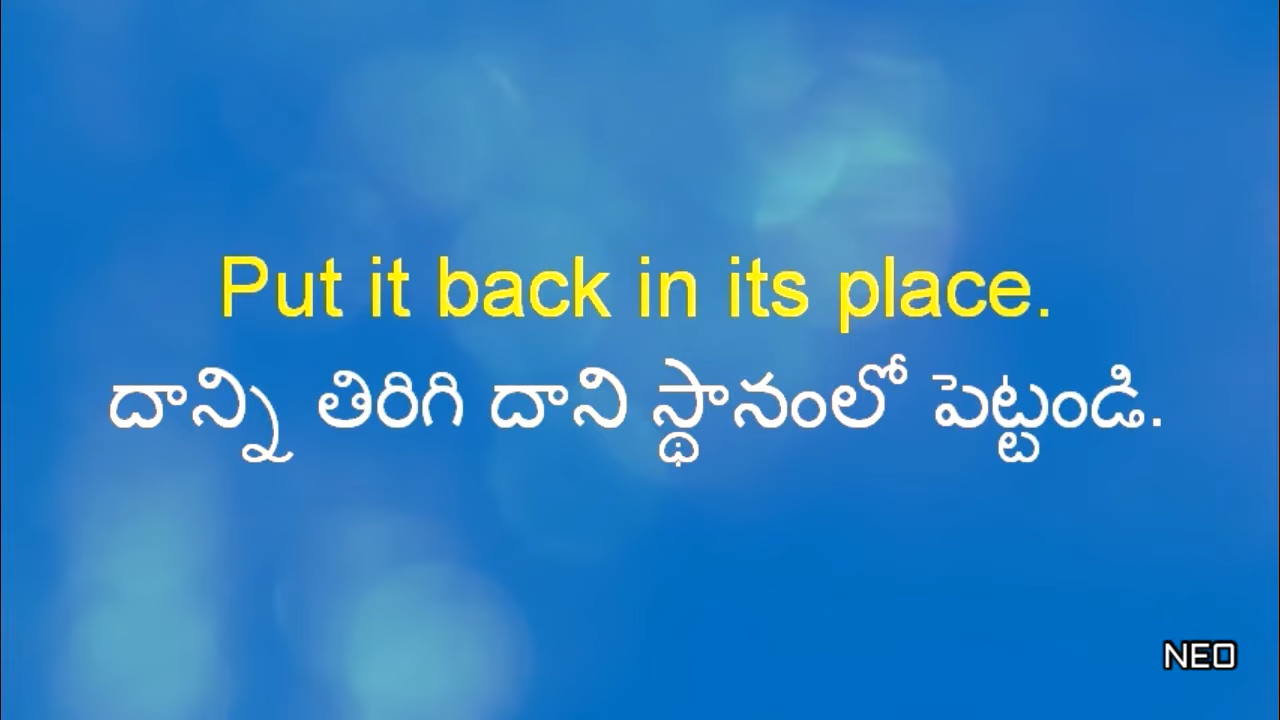 Put it back in its place.
దాన్ని తిరిగి దాని స్థానంలో పెట్టండి.
NEO